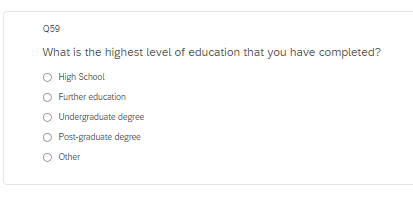 Q59
What is the highest level of education that you have completed?
High School
Further education
Undergraduate degree
Post-graduate degree
Other